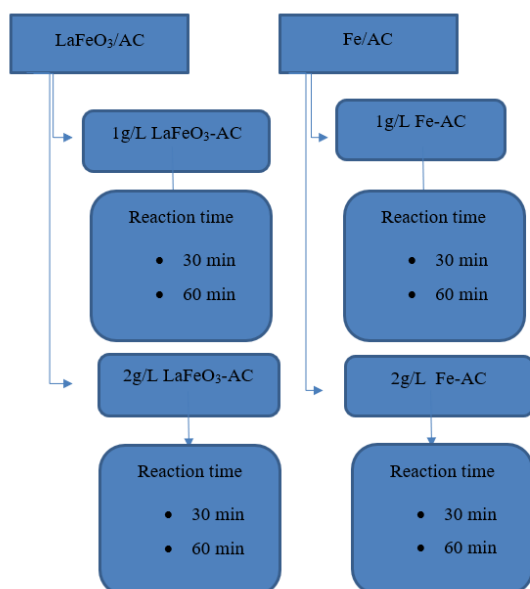 LaFeO₃/AC
1g/L LaFeO₃-AC
Reaction time
• 30 min
• 60 min
2g/L LaFeO₃-AC
Reaction time
• 30 min
• 60 min
Fe/AC
1g/L Fe-AC
Reaction time
• 30 min
• 60 min
2g/L Fe-AC
Reaction time
• 30 min
• 60 min